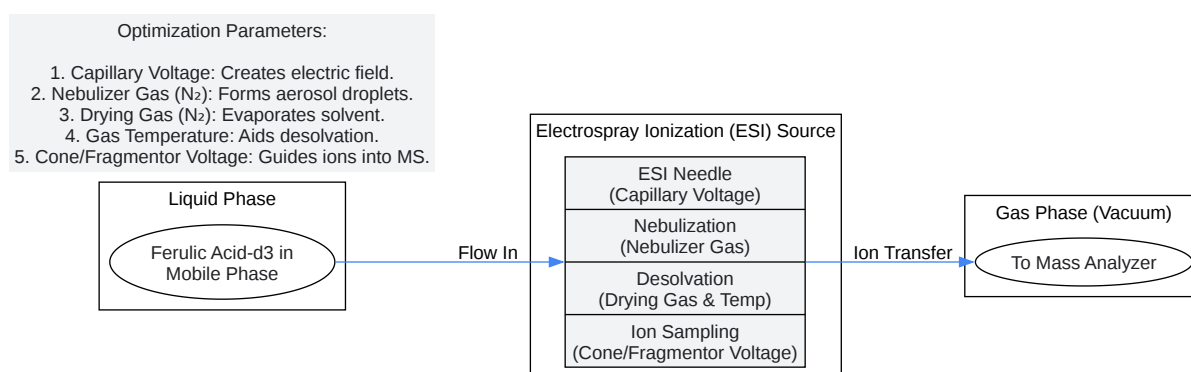 Optimization Parameters:
1. Capillary Voltage: Creates electric field.
2. Nebulizer Gas (N₂): Forms aerosol droplets.
3. Drying Gas (N₂): Evaporates solvent.
4. Gas Temperature: Aids desolvation.
5. Cone/Fragmentor Voltage: Guides ions into MS.
Liquid Phase
Ferulic Acid-d3 in
Mobile Phase
Flow In
Electrospray Ionization (ESI) Source
ESI Needle
(Capillary Voltage)
Nebulization
(Nebulizer Gas)
Desolvation
(Drying Gas & Temp)
Ion Sampling
(Cone/Fragmentor Voltage)
Ion Transfer
Gas Phase (Vacuum)
To Mass Analyzer